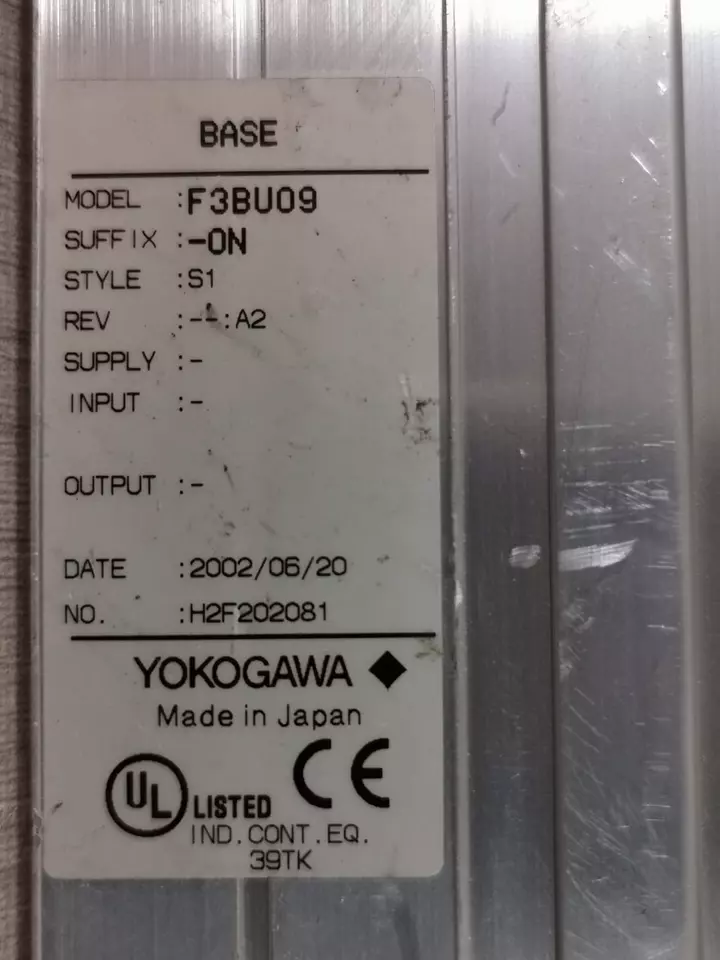 BASE
MODEL :F3BU09
SUFFIX :-0N
STYLE :S1
REV :--:A2
SUPPLY :-
INPUT :-
OUTPUT :-
DATE :2002/06/20
NO. :H2F202081
YOKOGAWA
Made in Japan
UL LISTED CE
IND.CONT.EQ.
39TK